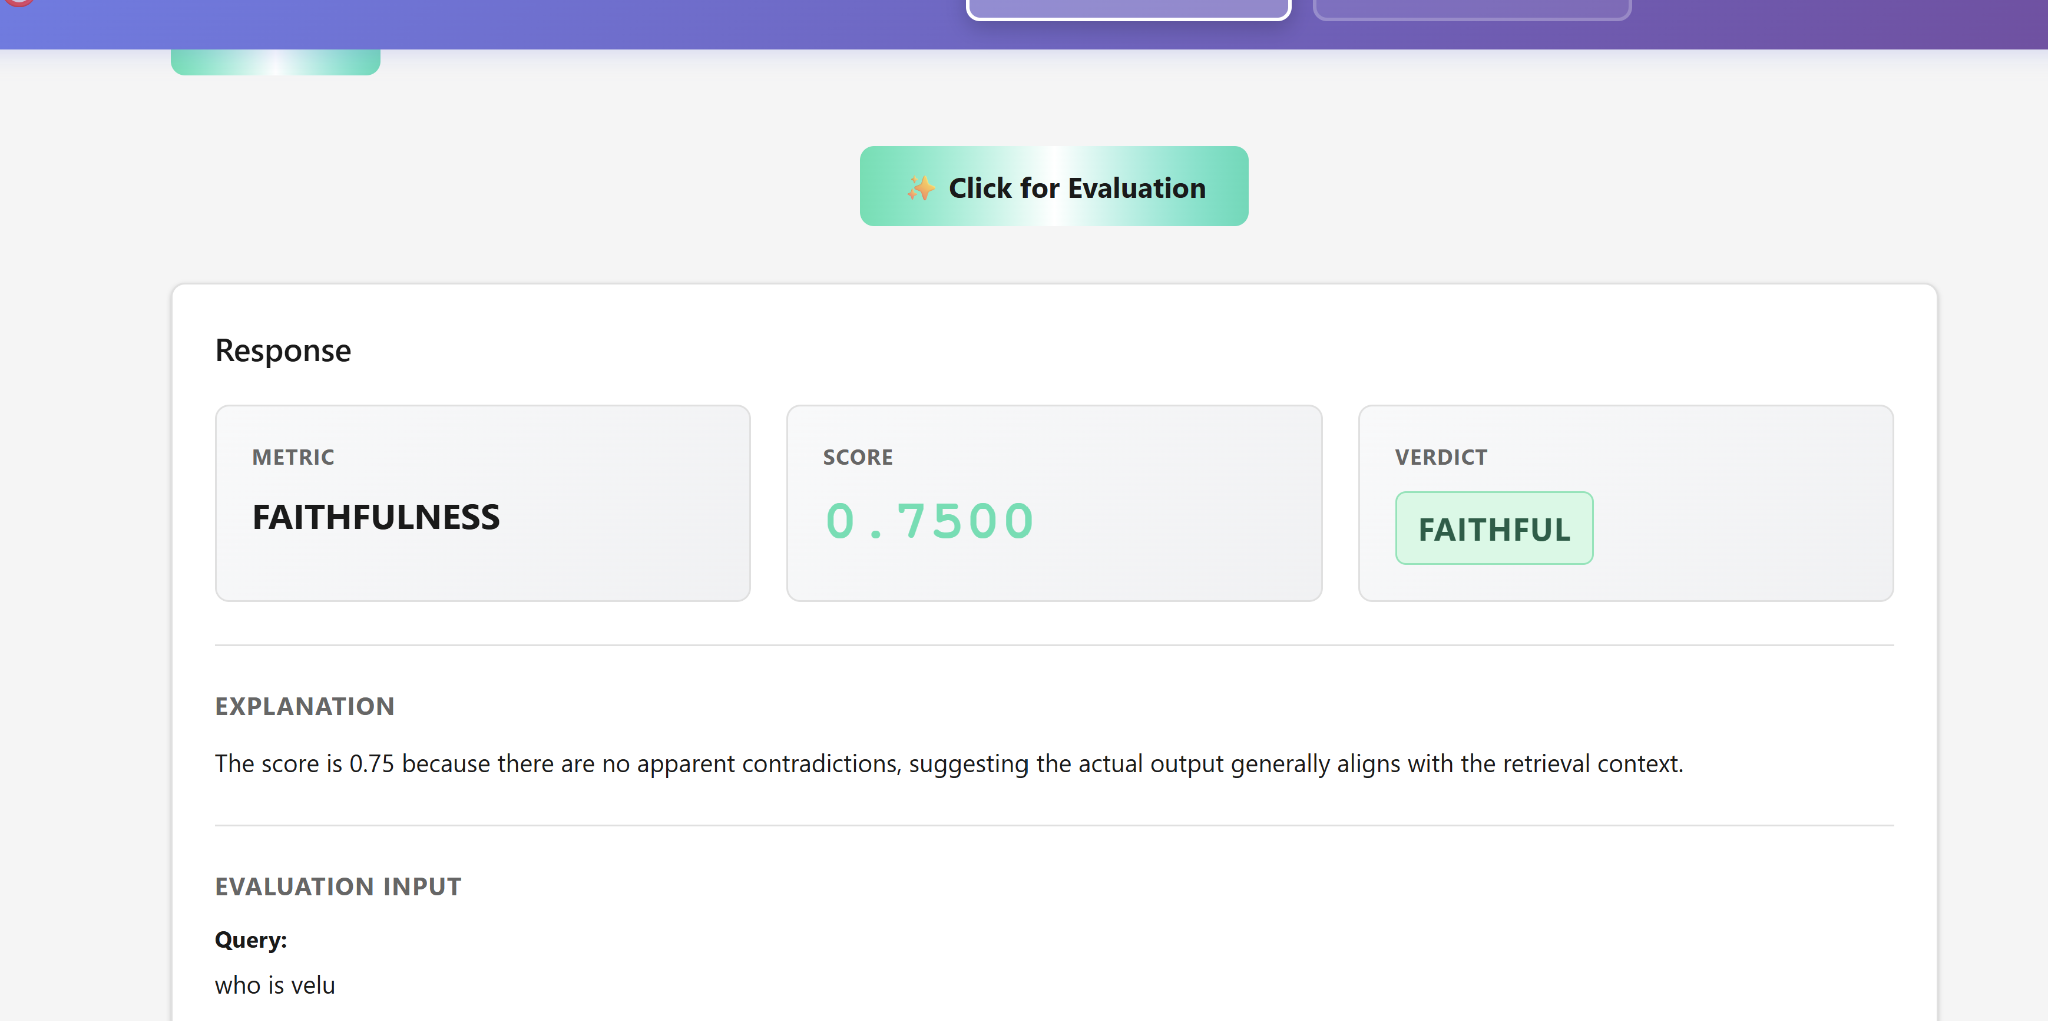 ✨ Click for Evaluation
Response
METRIC
FAITHFULNESS
SCORE
0.7500
VERDICT
FAITHFUL
EXPLANATION
The score is 0.75 because there are no apparent contradictions, suggesting the actual output generally aligns with the retrieval context.
EVALUATION INPUT
Query:
who is velu